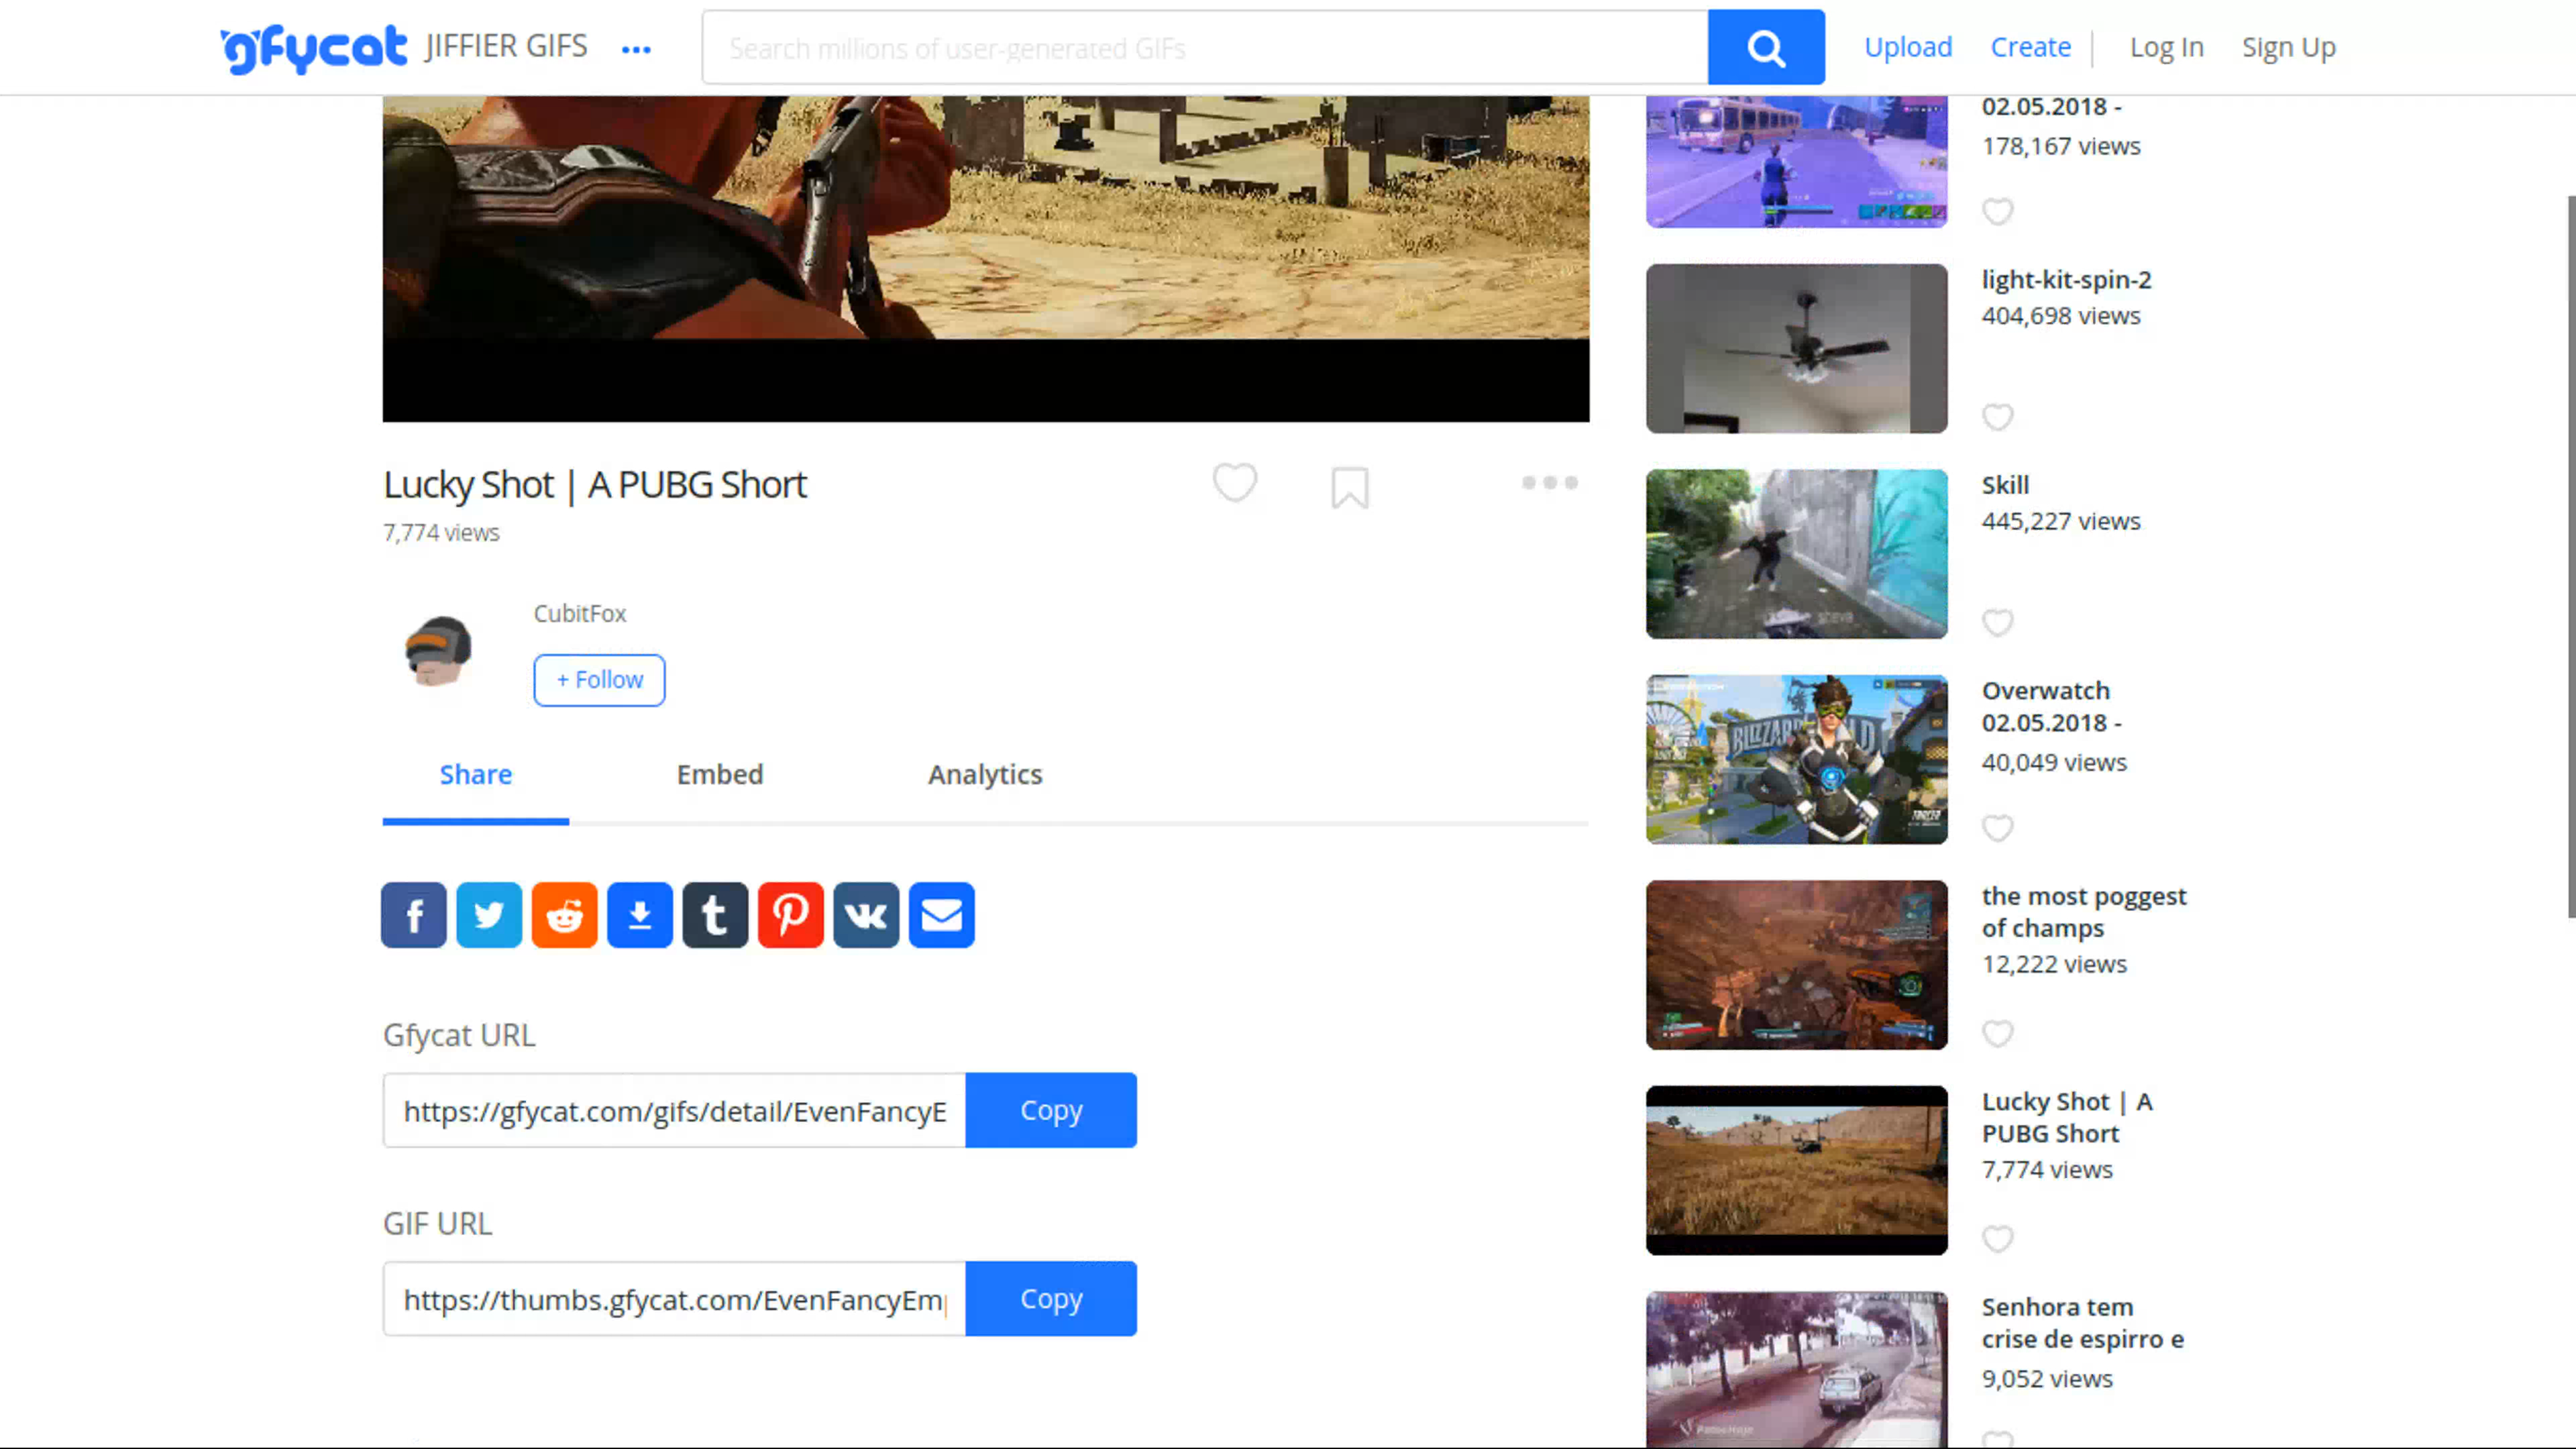 gfycat JIFFIER GIFS
Search millions of user-generated GIFs
Upload Create Log In Sign Up
Lucky Shot | A PUBG Short
7,774 views
CubitFox
+ Follow
Share Embed Analytics
Gfycat URL
https://gfycat.com/gifs/detail/EvenFancyE Copy
GIF URL
https://thumbs.gfycat.com/EvenFancyEm Copy
02.05.2018 -
178,167 views
light-kit-spin-2
404,698 views
Skill
445,227 views
Overwatch
02.05.2018 -
40,049 views
the most poggest
of champs
12,222 views
Lucky Shot | A
PUBG Short
7,774 views
Senhora tem
crise de espirro e
9,052 views